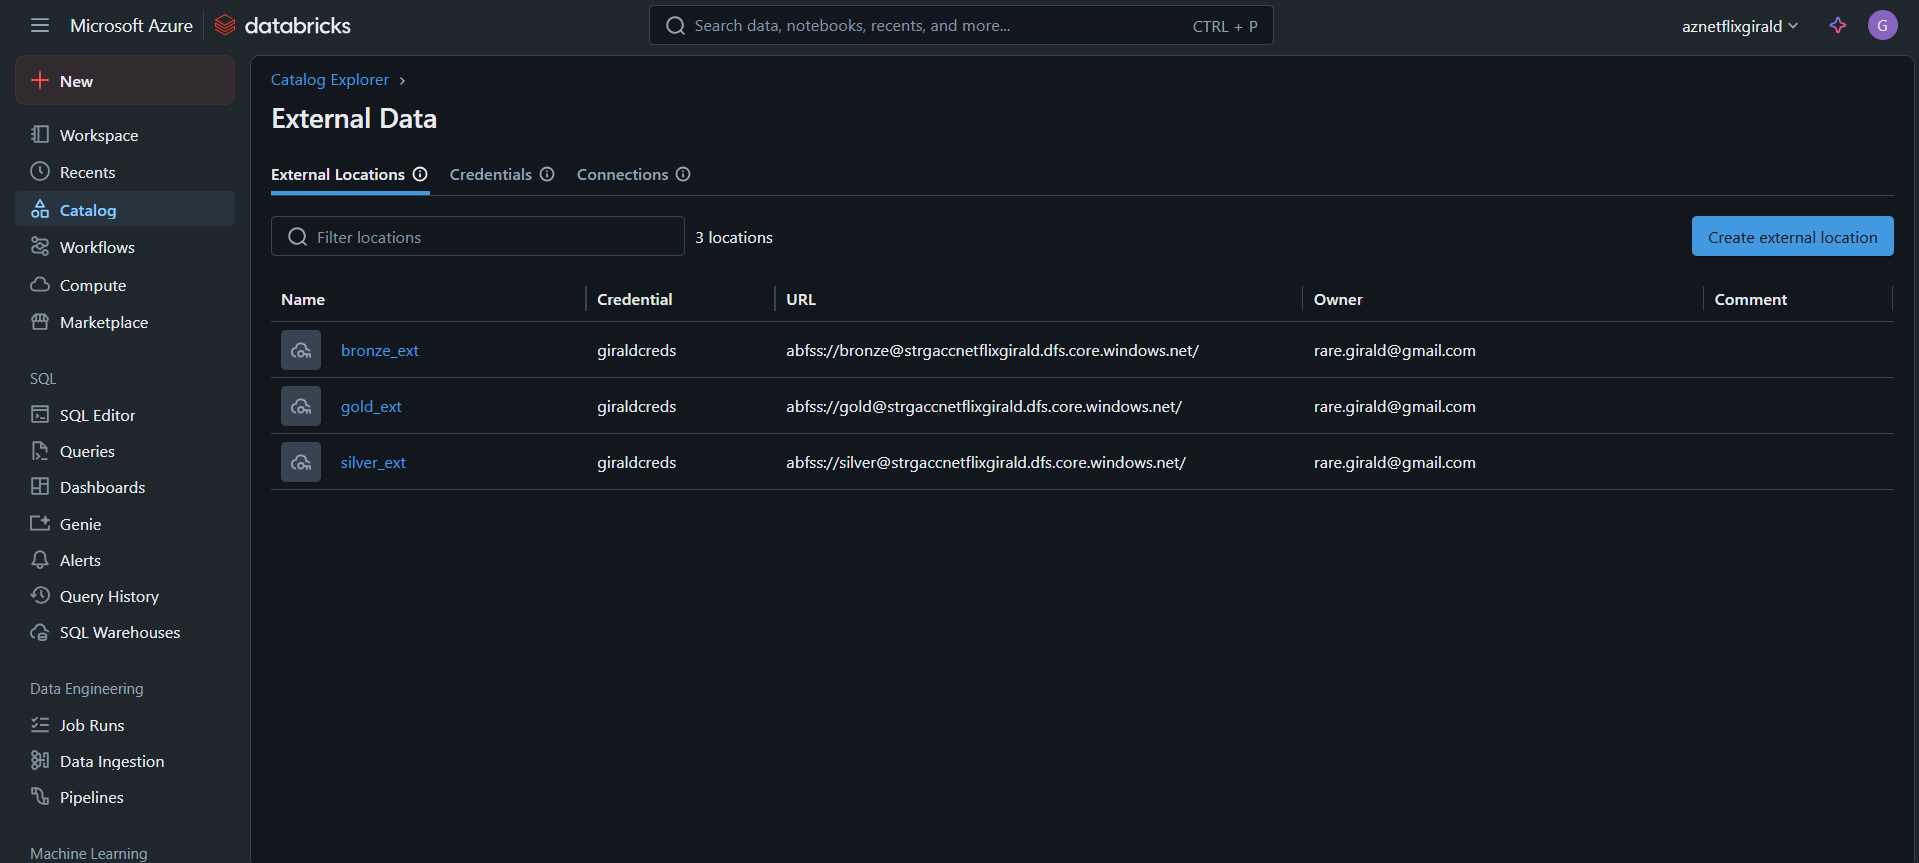 Microsoft Azure databricks
Search data, notebooks, recents, and more... CTRL + P
aznetflixgirald G
New
Workspace
Recents
Catalog
Workflows
Compute
Marketplace
SQL
SQL Editor
Queries
Dashboards
Genie
Alerts
Query History
SQL Warehouses
Data Engineering
Job Runs
Data Ingestion
Pipelines
Machine Learning
Catalog Explorer
External Data
External Locations Credentials Connections
Filter locations 3 locations Create external location
Name Credential URL Owner Comment
bronze_ext giraldcreds abfss://bronze@strgaccnetflixgirald.dfs.core.windows.net/ rare.girald@gmail.com
gold_ext giraldcreds abfss://gold@strgaccnetflixgirald.dfs.core.windows.net/ rare.girald@gmail.com
silver_ext giraldcreds abfss://silver@strgaccnetflixgirald.dfs.core.windows.net/ rare.girald@gmail.com